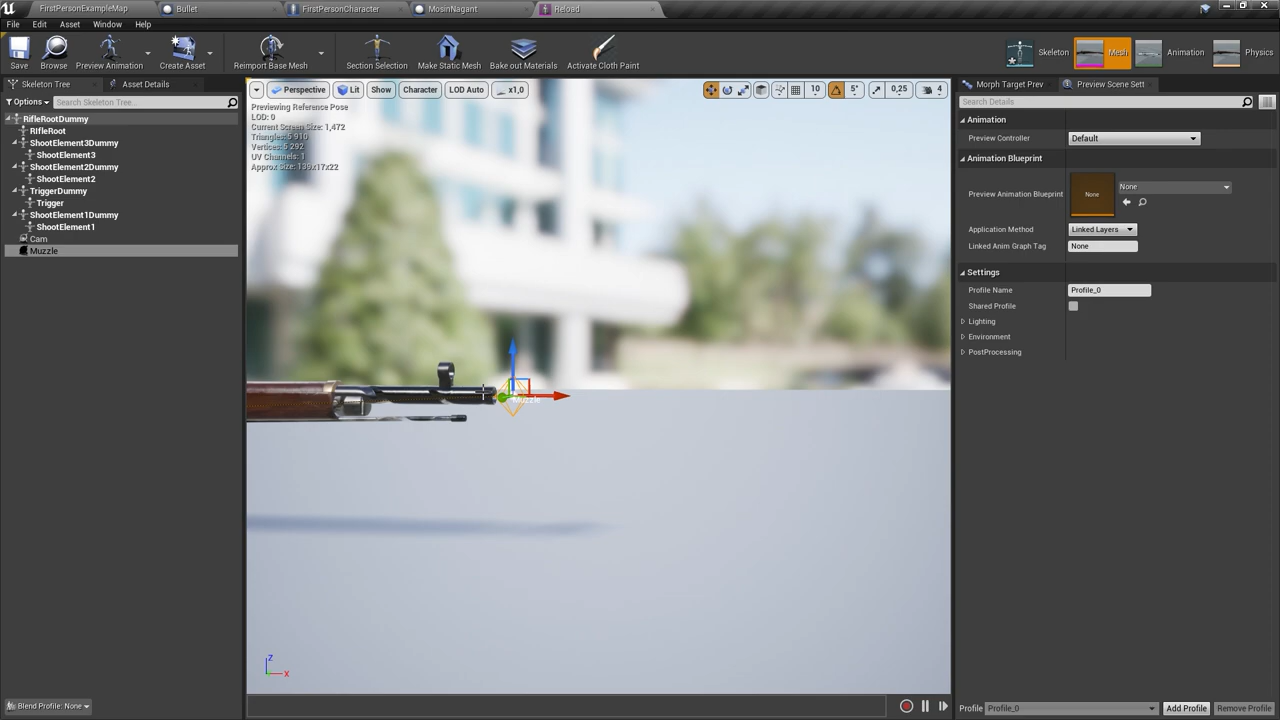 FirstPersonExampleMap
Bullet
FirstPersonCharacter
MosinNagant
Reload
File Edit Asset Window Help
Save
Browse
Preview Animation
Create Asset
Reimport Base Mesh
Section Selection
Make Static Mesh
Bake out Materials
Activate Cloth Paint
Skeleton
Mesh
Animation
Physics
Skeleton Tree
Asset Details
Options
Search Skeleton Tree...
RifleRootDummy
RifleRoot
ShootElement3Dummy
ShootElement3
ShootElement2Dummy
ShootElement2
TriggerDummy
Trigger
ShootElement1Dummy
ShootElement1
Cam
Muzzle
Blend Profile: None
Perspective
Lit
Show
Character
LOD Auto
x1,0
10
5°
0,25
4
Previewing Reference Pose
LOD: 0
Current Screen Size: 1,472
Triangles: 5 910
Vertices: 5 292
UV Channels: 1
Approx Size: 139x17x22
Muzzle
Z
X
Morph Target Prev
Preview Scene Sett
Search Details
Animation
Preview Controller
Default
Animation Blueprint
Preview Animation Blueprint
None
None
Application Method
Linked Layers
Linked Anim Graph Tag
None
Settings
Profile Name
Profile_0
Shared Profile
Lighting
Environment
PostProcessing
Profile
Profile_0
Add Profile
Remove Profile